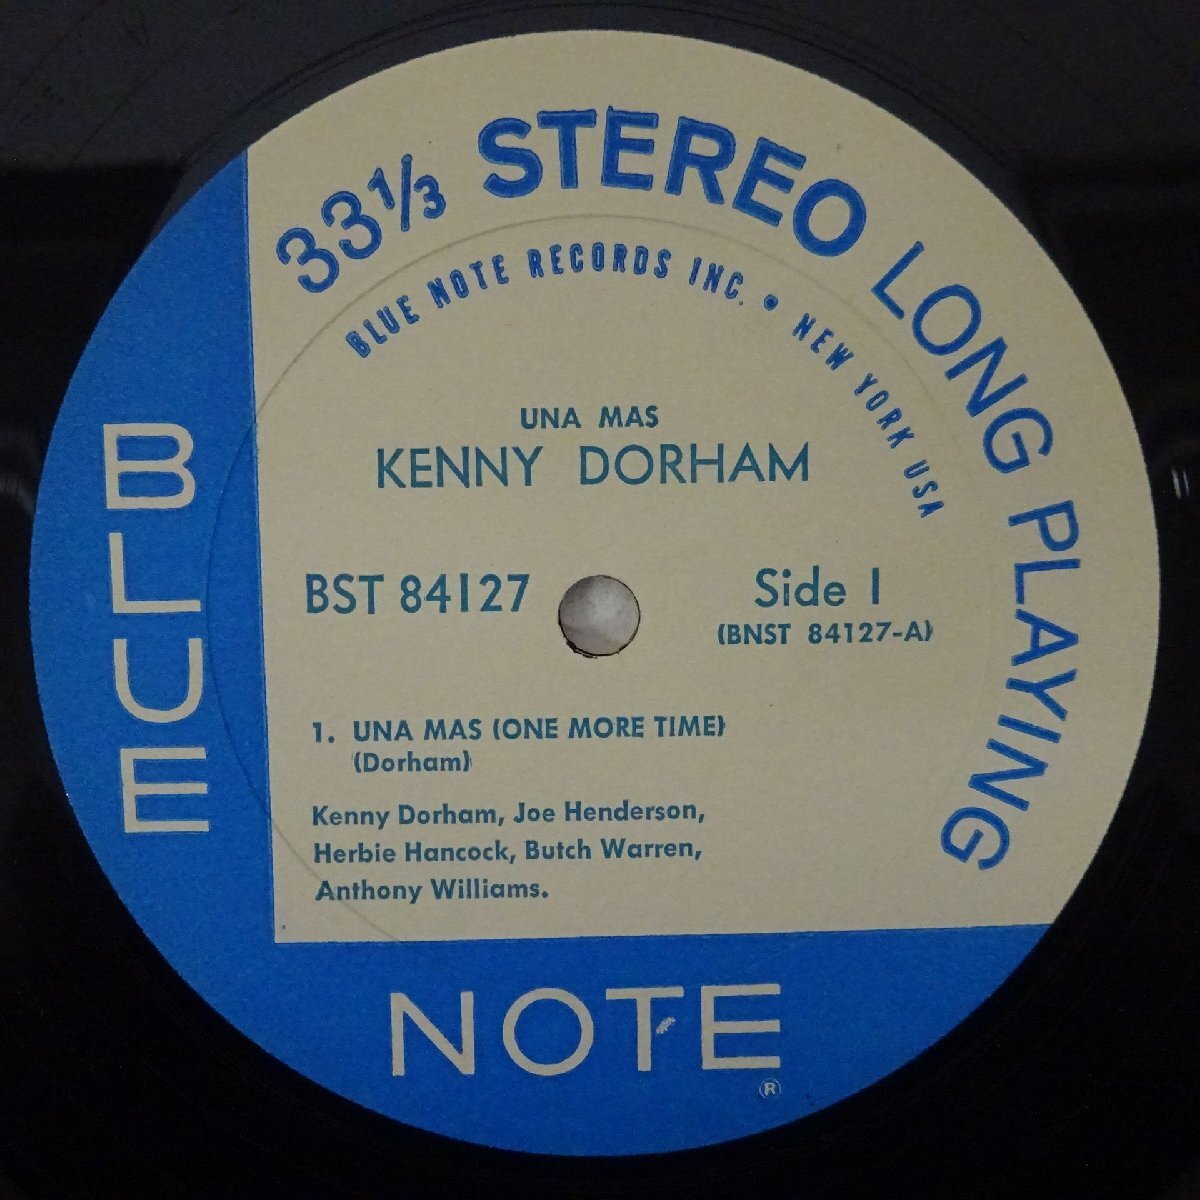 33⅓ STEREO LONG PLAYING
BLUE NOTE RECORDS INC. • NEW YORK USA
UNA MAS
KENNY DORHAM
BST 84127
Side 1
(BNST 84127-A)
1. UNA MAS (ONE MORE TIME)
(Dorham)
Kenny Dorham, Joe Henderson,
Herbie Hancock, Butch Warren,
Anthony Williams.
BLUE
NOTE
®